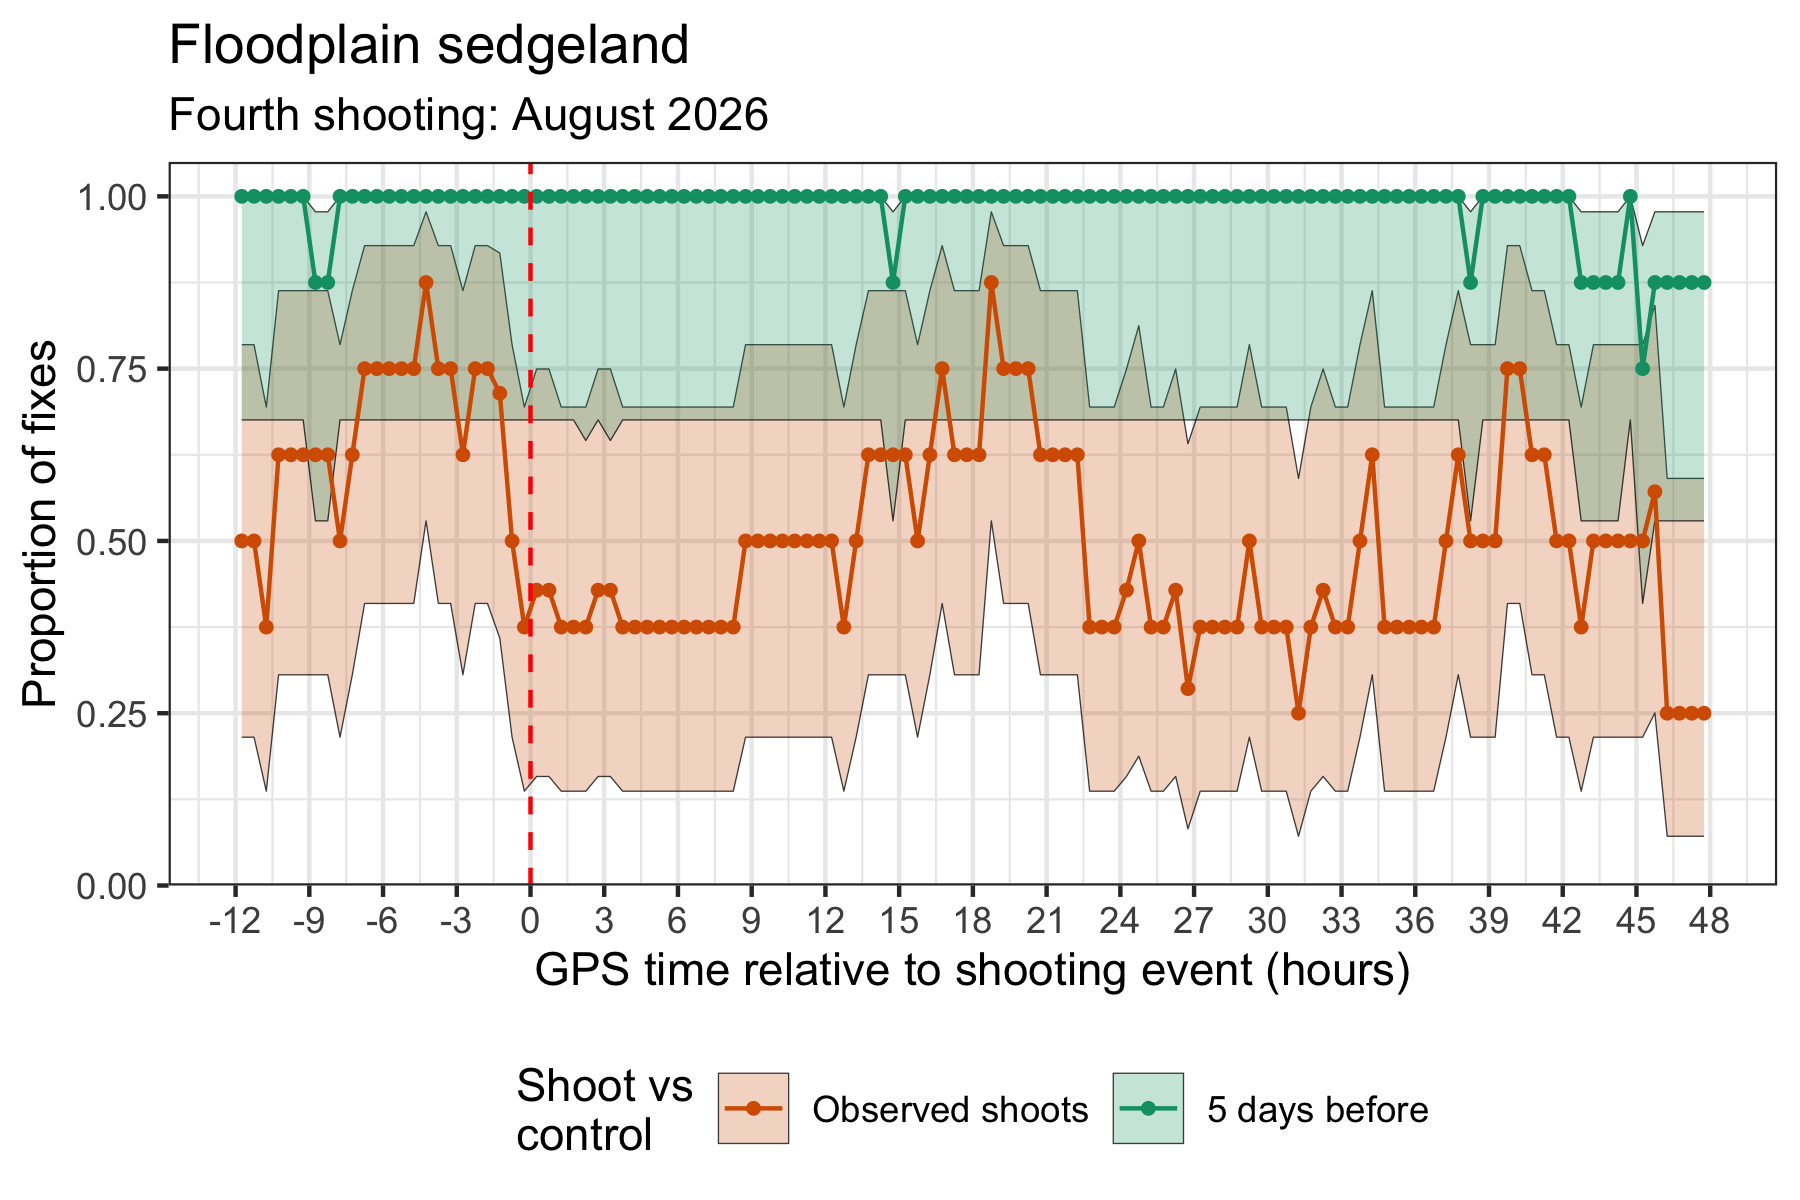 Floodplain sedgeland
Fourth shooting: August 2026
Proportion of fixes
1.00
0.75
0.50
0.25
0.00
-12 -9 -6 -3 0 3 6 9 12 15 18 21 24 27 30 33 36 39 42 45 48
GPS time relative to shooting event (hours)
Shoot vs
control
Observed shoots
5 days before